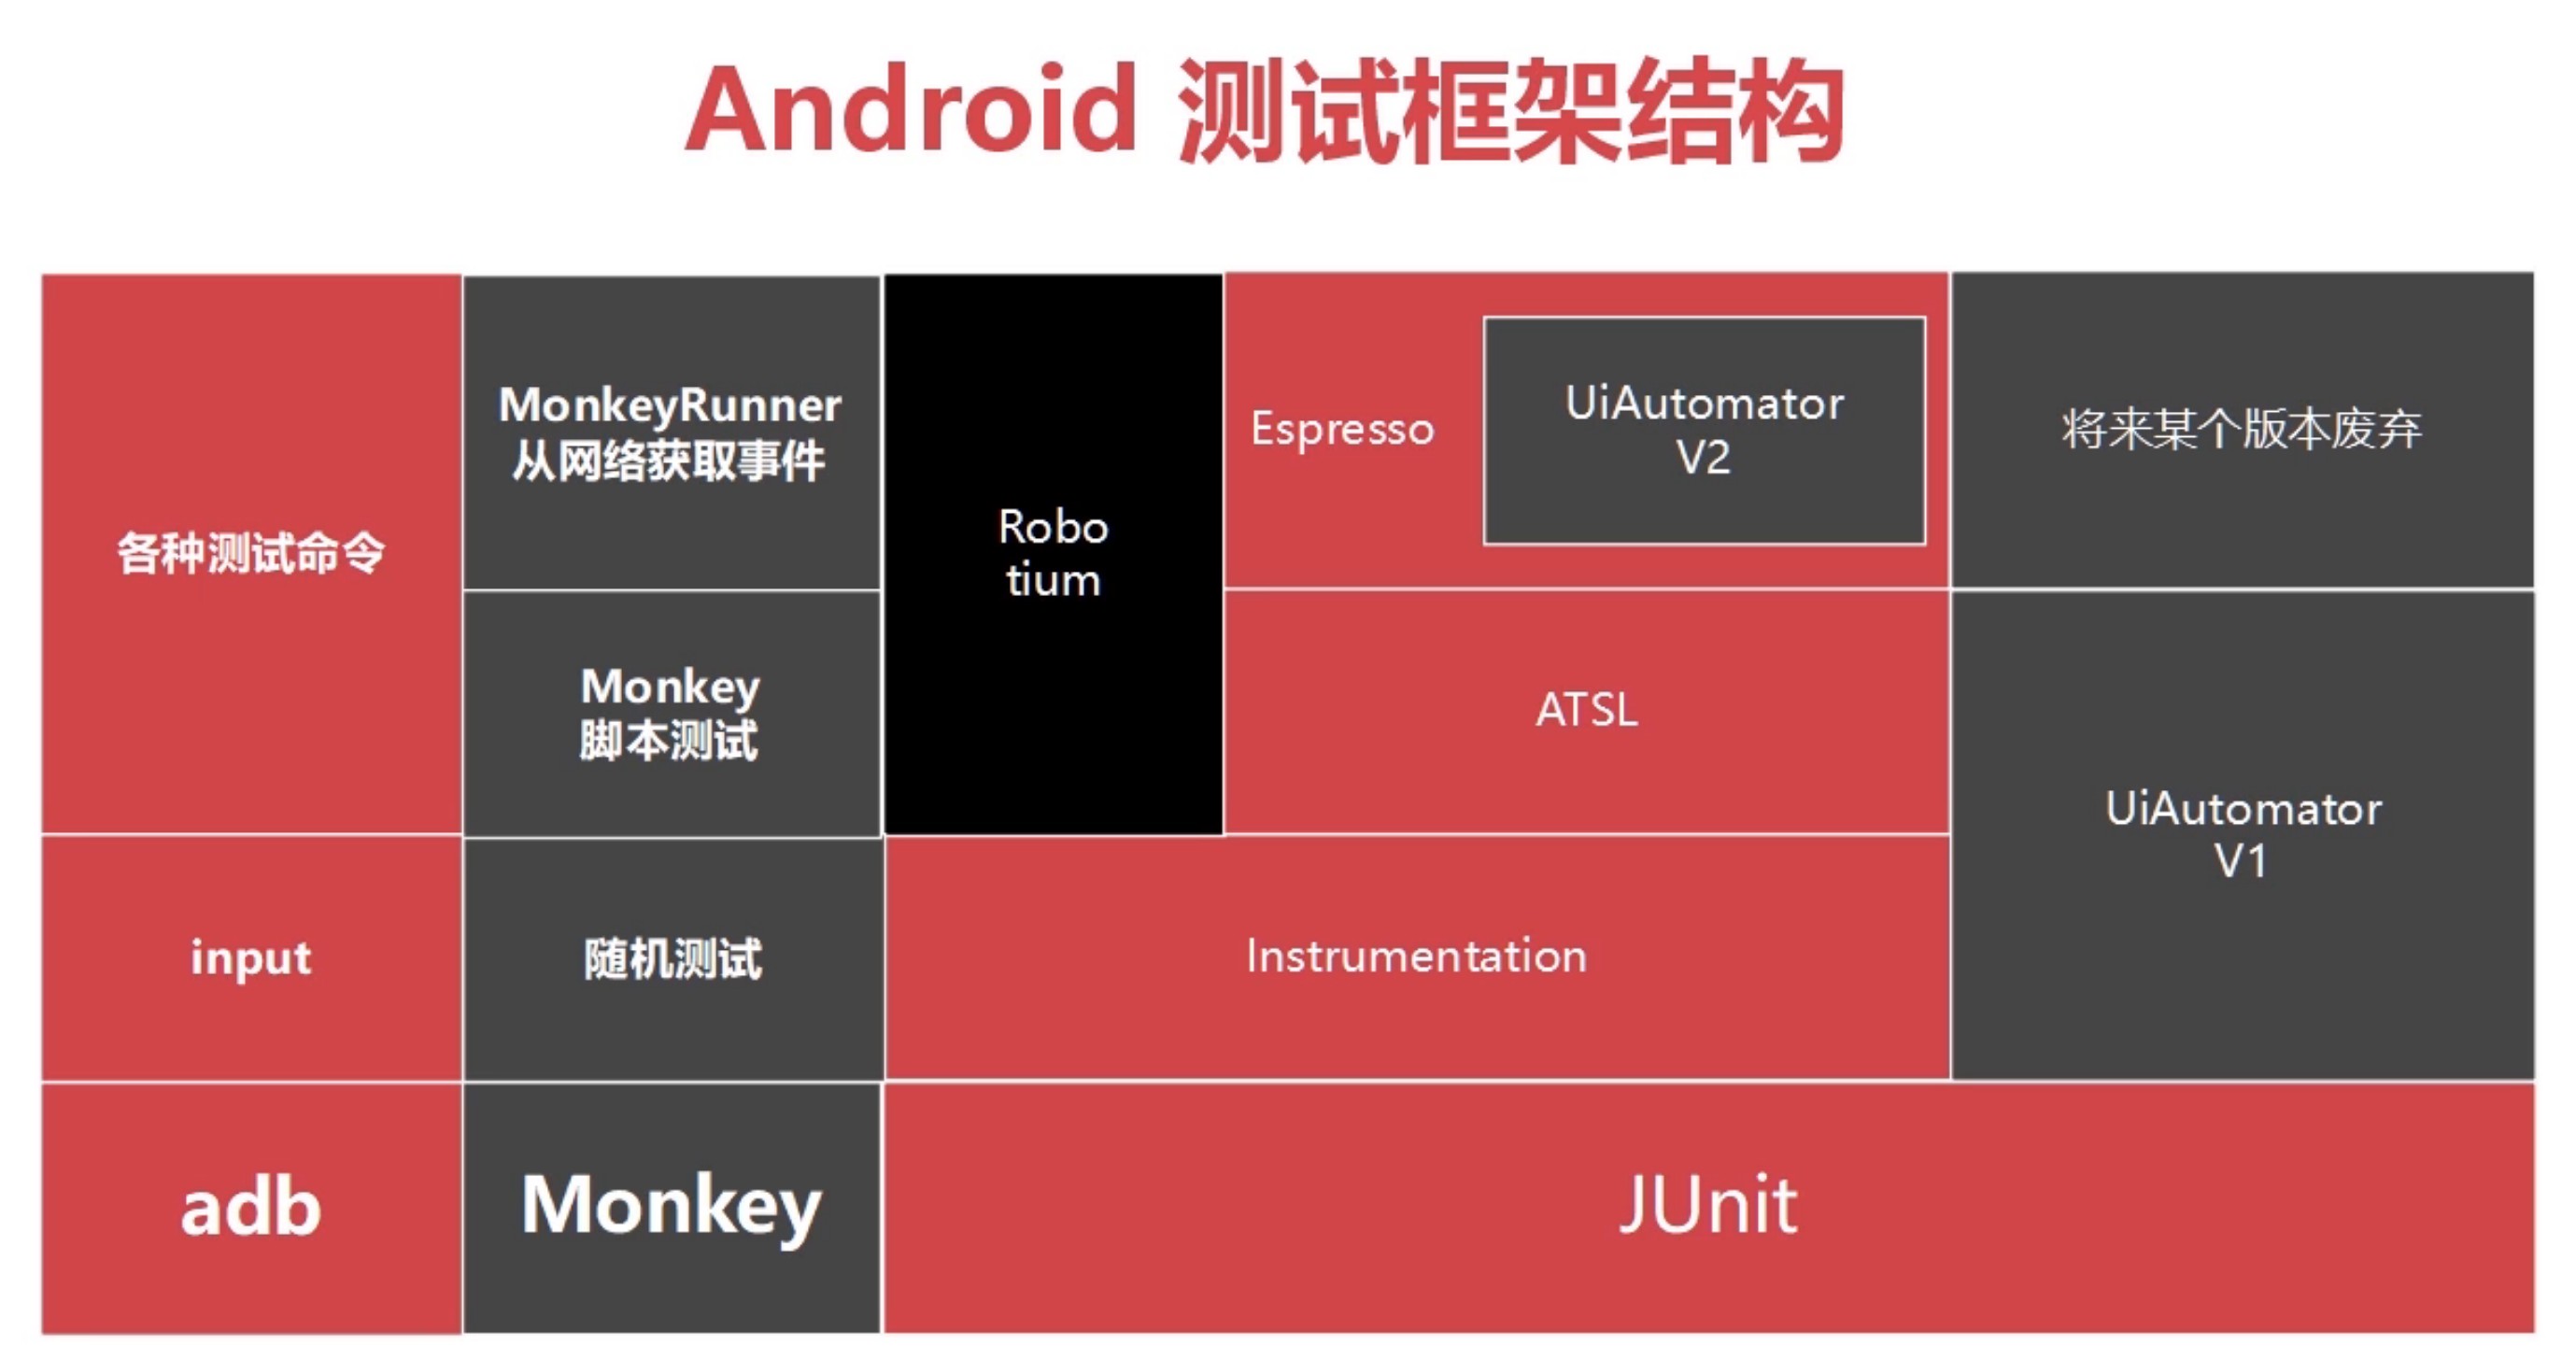 Android 测试框架结构
各种测试命令
MonkeyRunner
从网络获取事件
Robo
tium
Espresso
UiAutomator
V2
将来某个版本废弃
Monkey
脚本测试
ATSL
UiAutomator
V1
input
随机测试
Instrumentation
adb
Monkey
JUnit